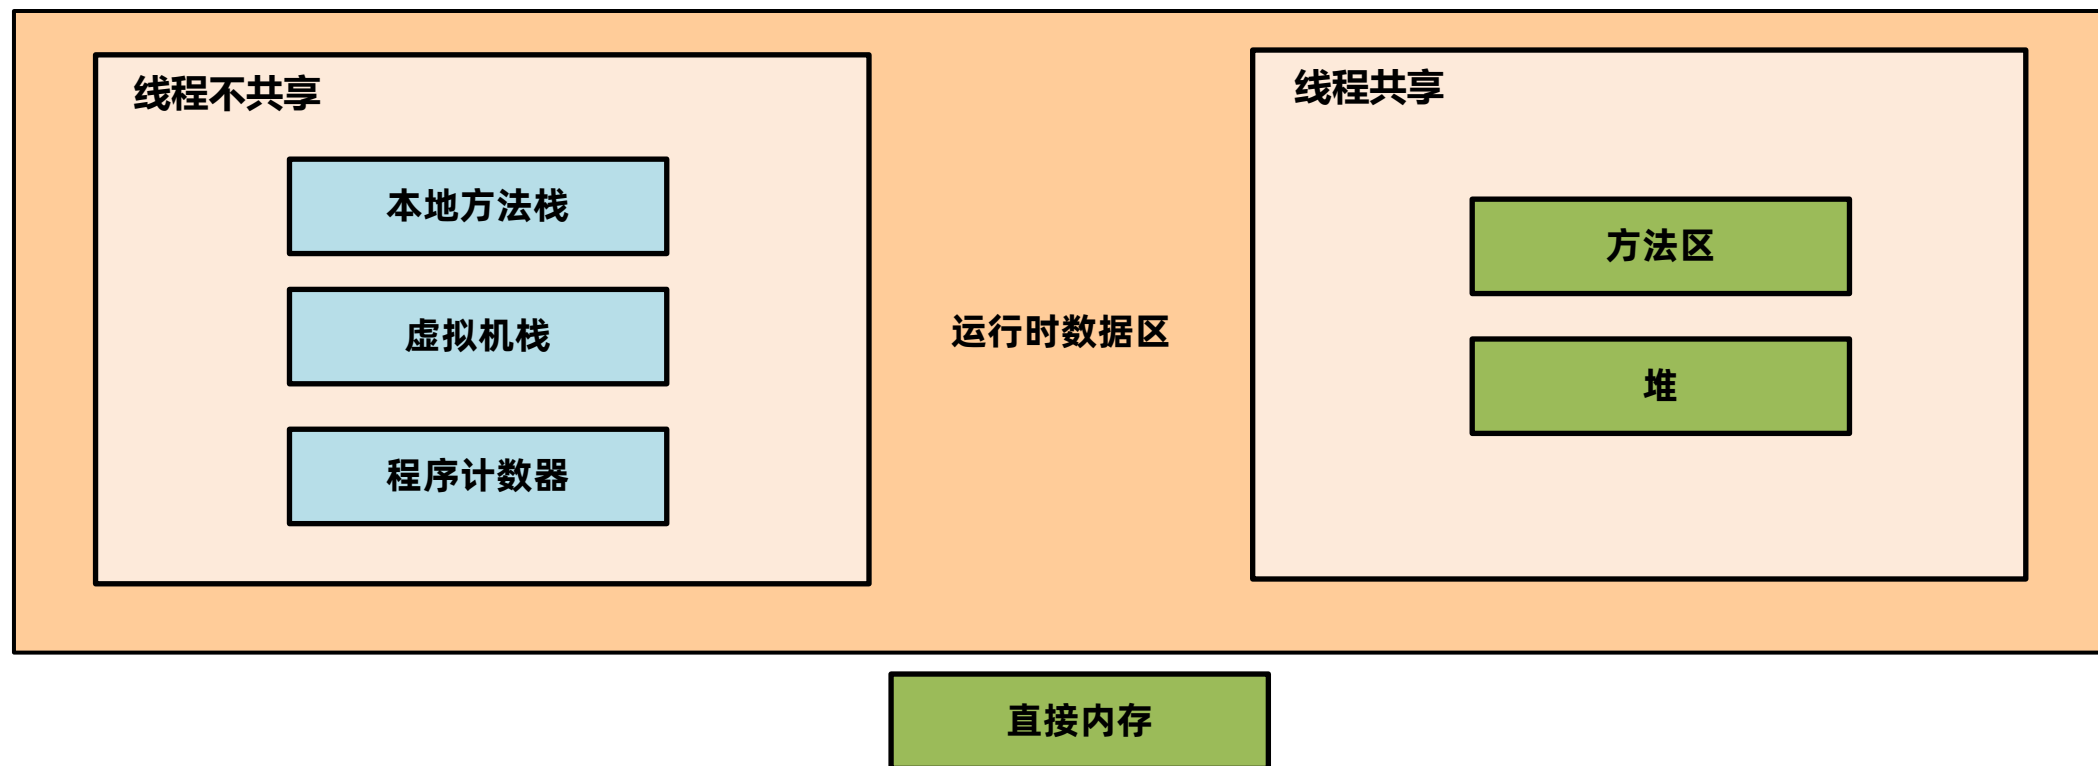 线程不共享
本地方法栈
虚拟机栈
程序计数器
运行时数据区
线程共享
方法区
堆
直接内存